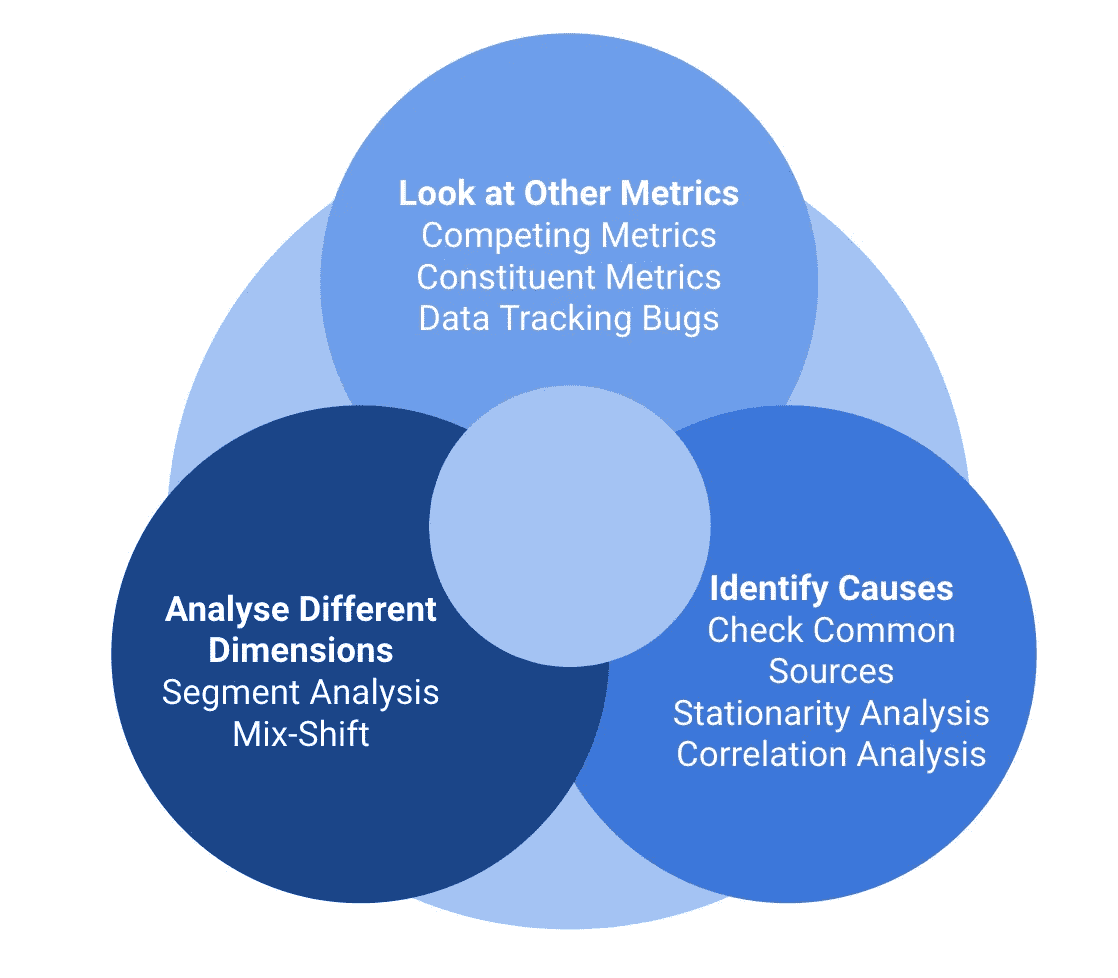 Look at Other Metrics
Competing Metrics
Constituent Metrics
Data Tracking Bugs
Analyse Different
Dimensions
Segment Analysis
Mix-Shift
Identify Causes
Check Common
Sources
Stationarity Analysis
Correlation Analysis